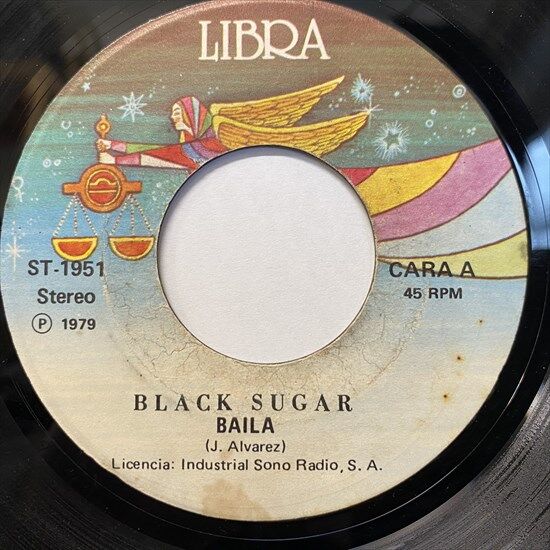 LIBRA
ST-1951
Stereo
Ⓟ 1979
CARA A
45 RPM
BLACK SUGAR
BAILA
(J. Alvarez)
Licencia: Industrial Sono Radio, S. A.